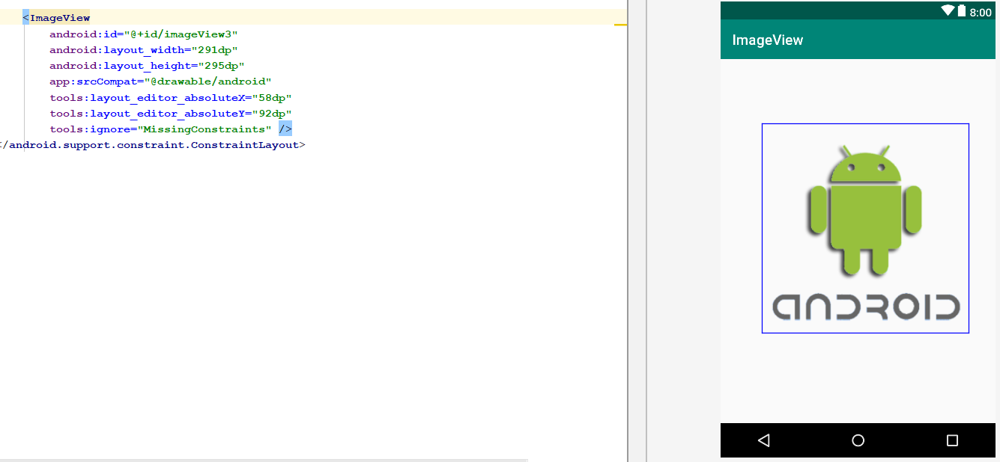 <ImageView
android:id="@+id/imageView3"
android:layout_width="291dp"
android:layout_height="295dp"
app:srcCompat="@drawable/android"
tools:layout_editor_absoluteX="58dp"
tools:layout_editor_absoluteY="92dp"
tools:ignore="MissingConstraints" />
</android.support.constraint.ConstraintLayout>
8:00
ImageView
ANDROID